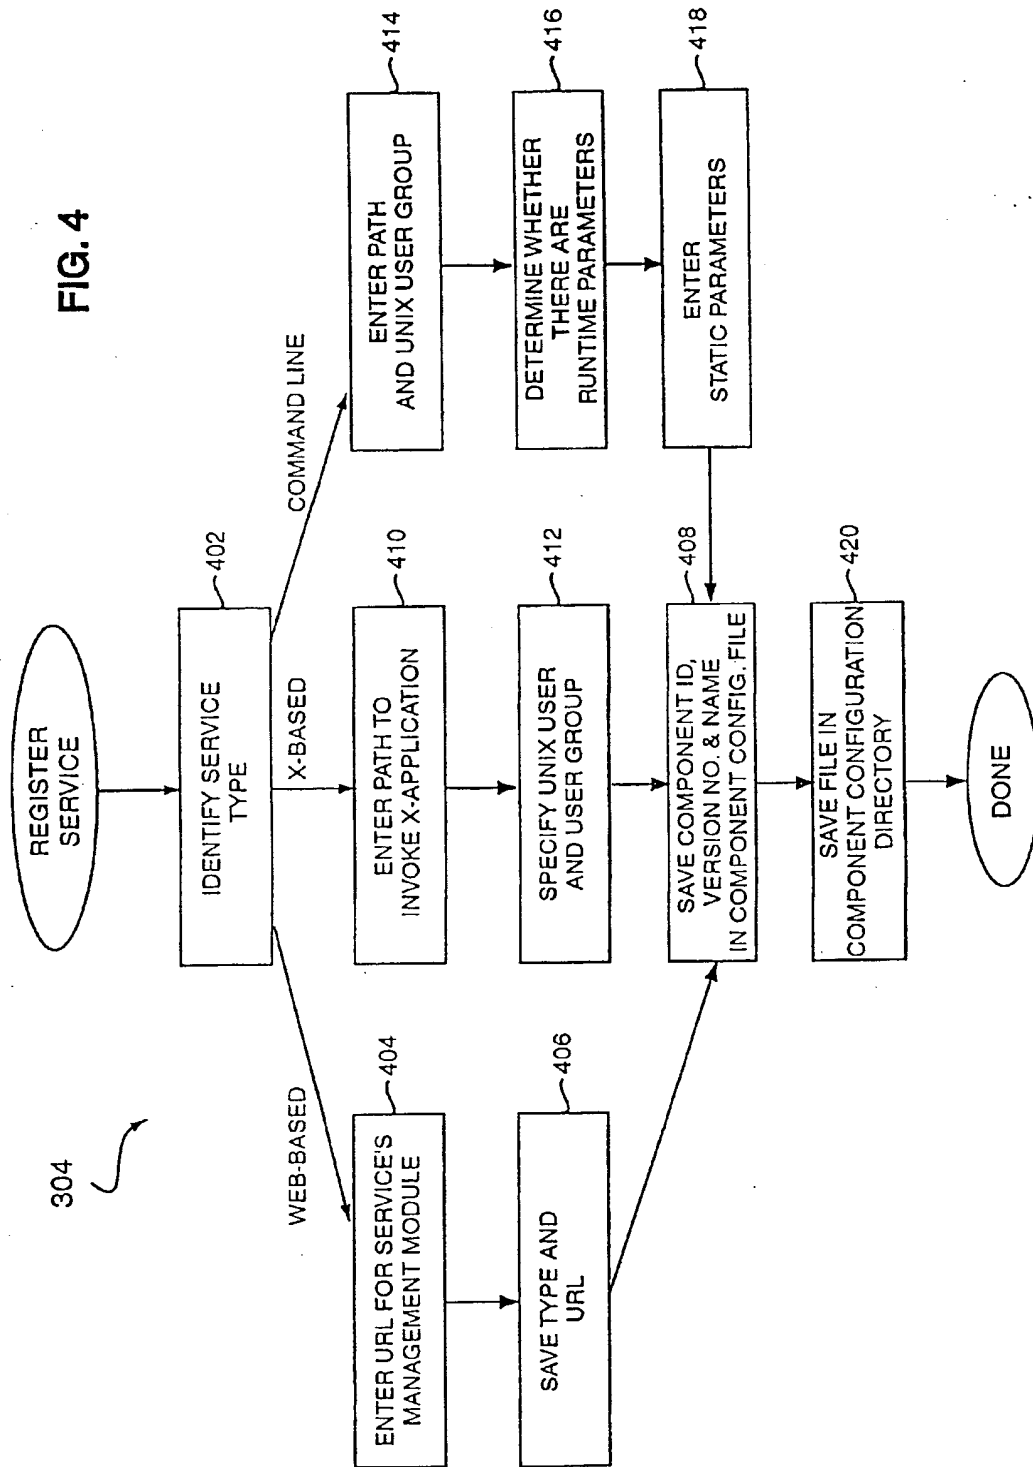 FIG. 4
304
REGISTER
SERVICE
402
IDENTIFY SERVICE
TYPE
WEB-BASED
X-BASED
COMMAND LINE
404
ENTER URL FOR SERVICE'S
MANAGEMENT MODULE
406
SAVE TYPE AND
URL
410
ENTER PATH TO
INVOKE X-APPLICATION
412
SPECIFY UNIX USER
AND USER GROUP
414
ENTER PATH
AND UNIX USER GROUP
416
DETERMINE WHETHER
THERE ARE
RUNTIME PARAMETERS
418
ENTER
STATIC PARAMETERS
408
SAVE COMPONENT ID,
VERSION NO. & NAME
IN COMPONENT CONFIG. FILE
420
SAVE FILE IN
COMPONENT CONFIGURATION
DIRECTORY
DONE